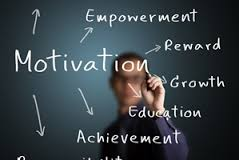 Empowerment
Reward
Motivation
Growth
Education
Achievement